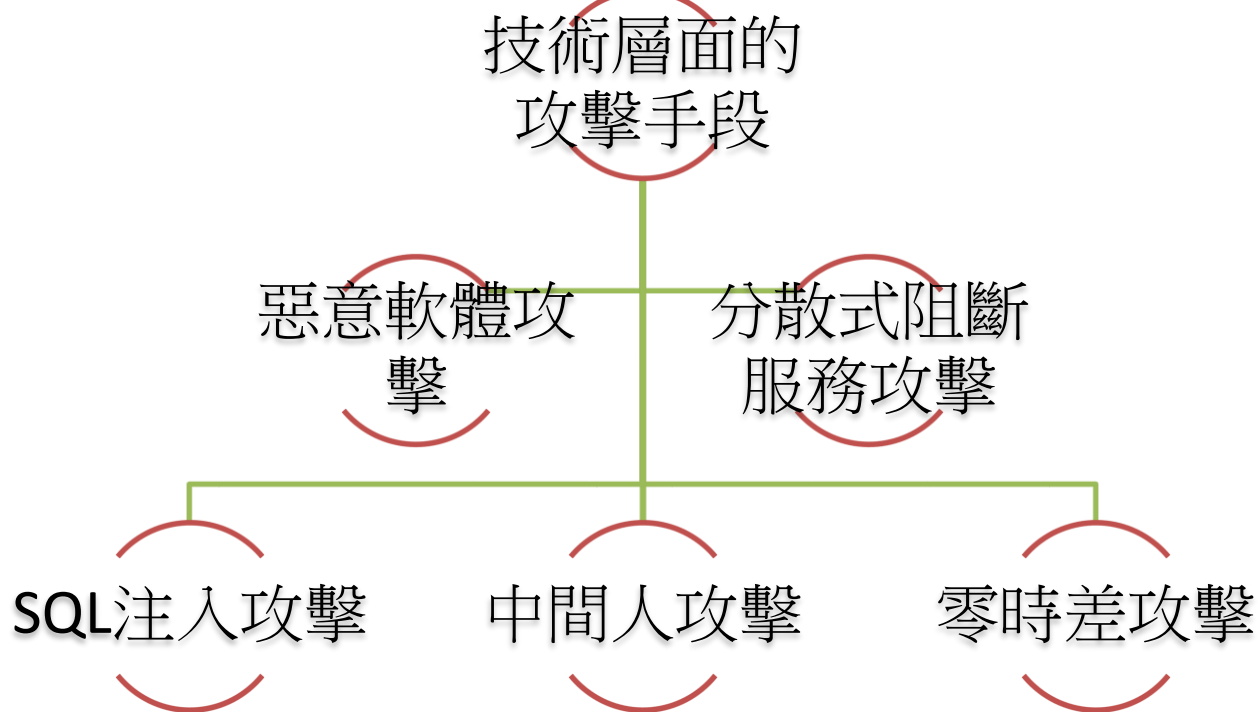 技術層面的
攻擊手段
惡意軟體攻
擊
分散式阻斷
服務攻擊
SQL注入攻擊
中間人攻擊
零時差攻擊